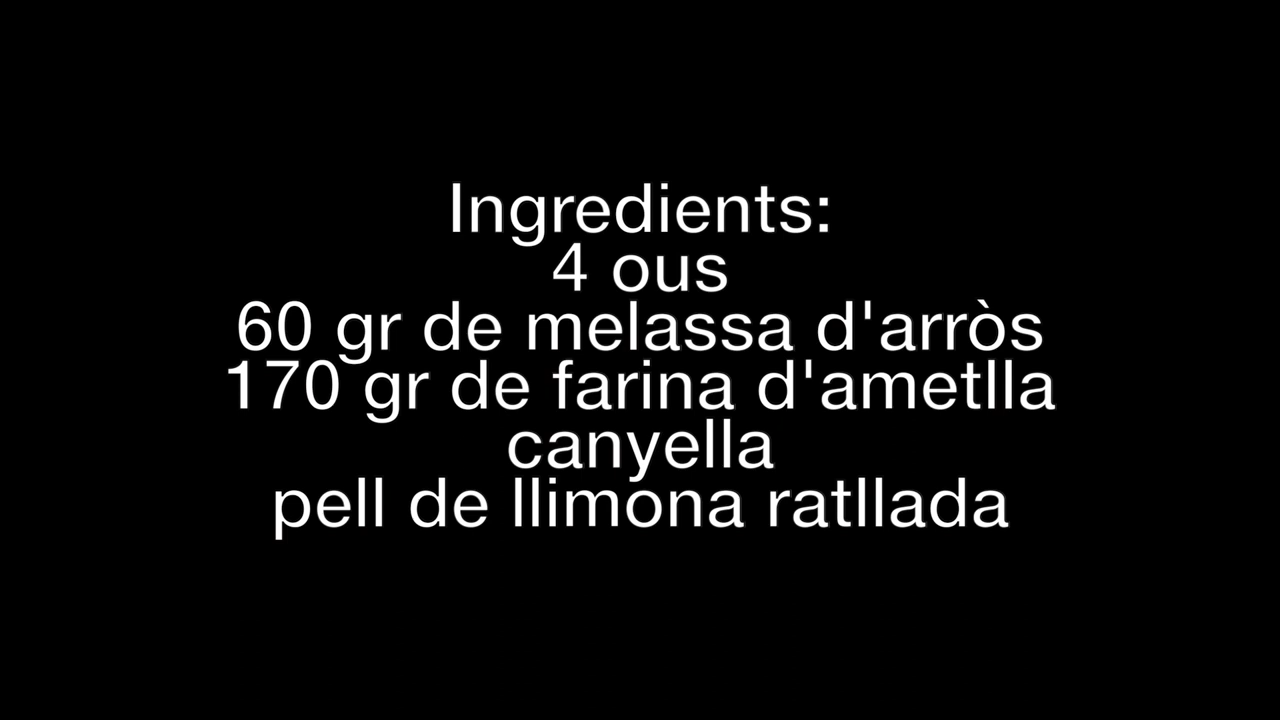 Ingredients:
4 ous
60 gr de melassa d'arròs
170 gr de farina d'ametlla
canyella
pell de llimona ratllada